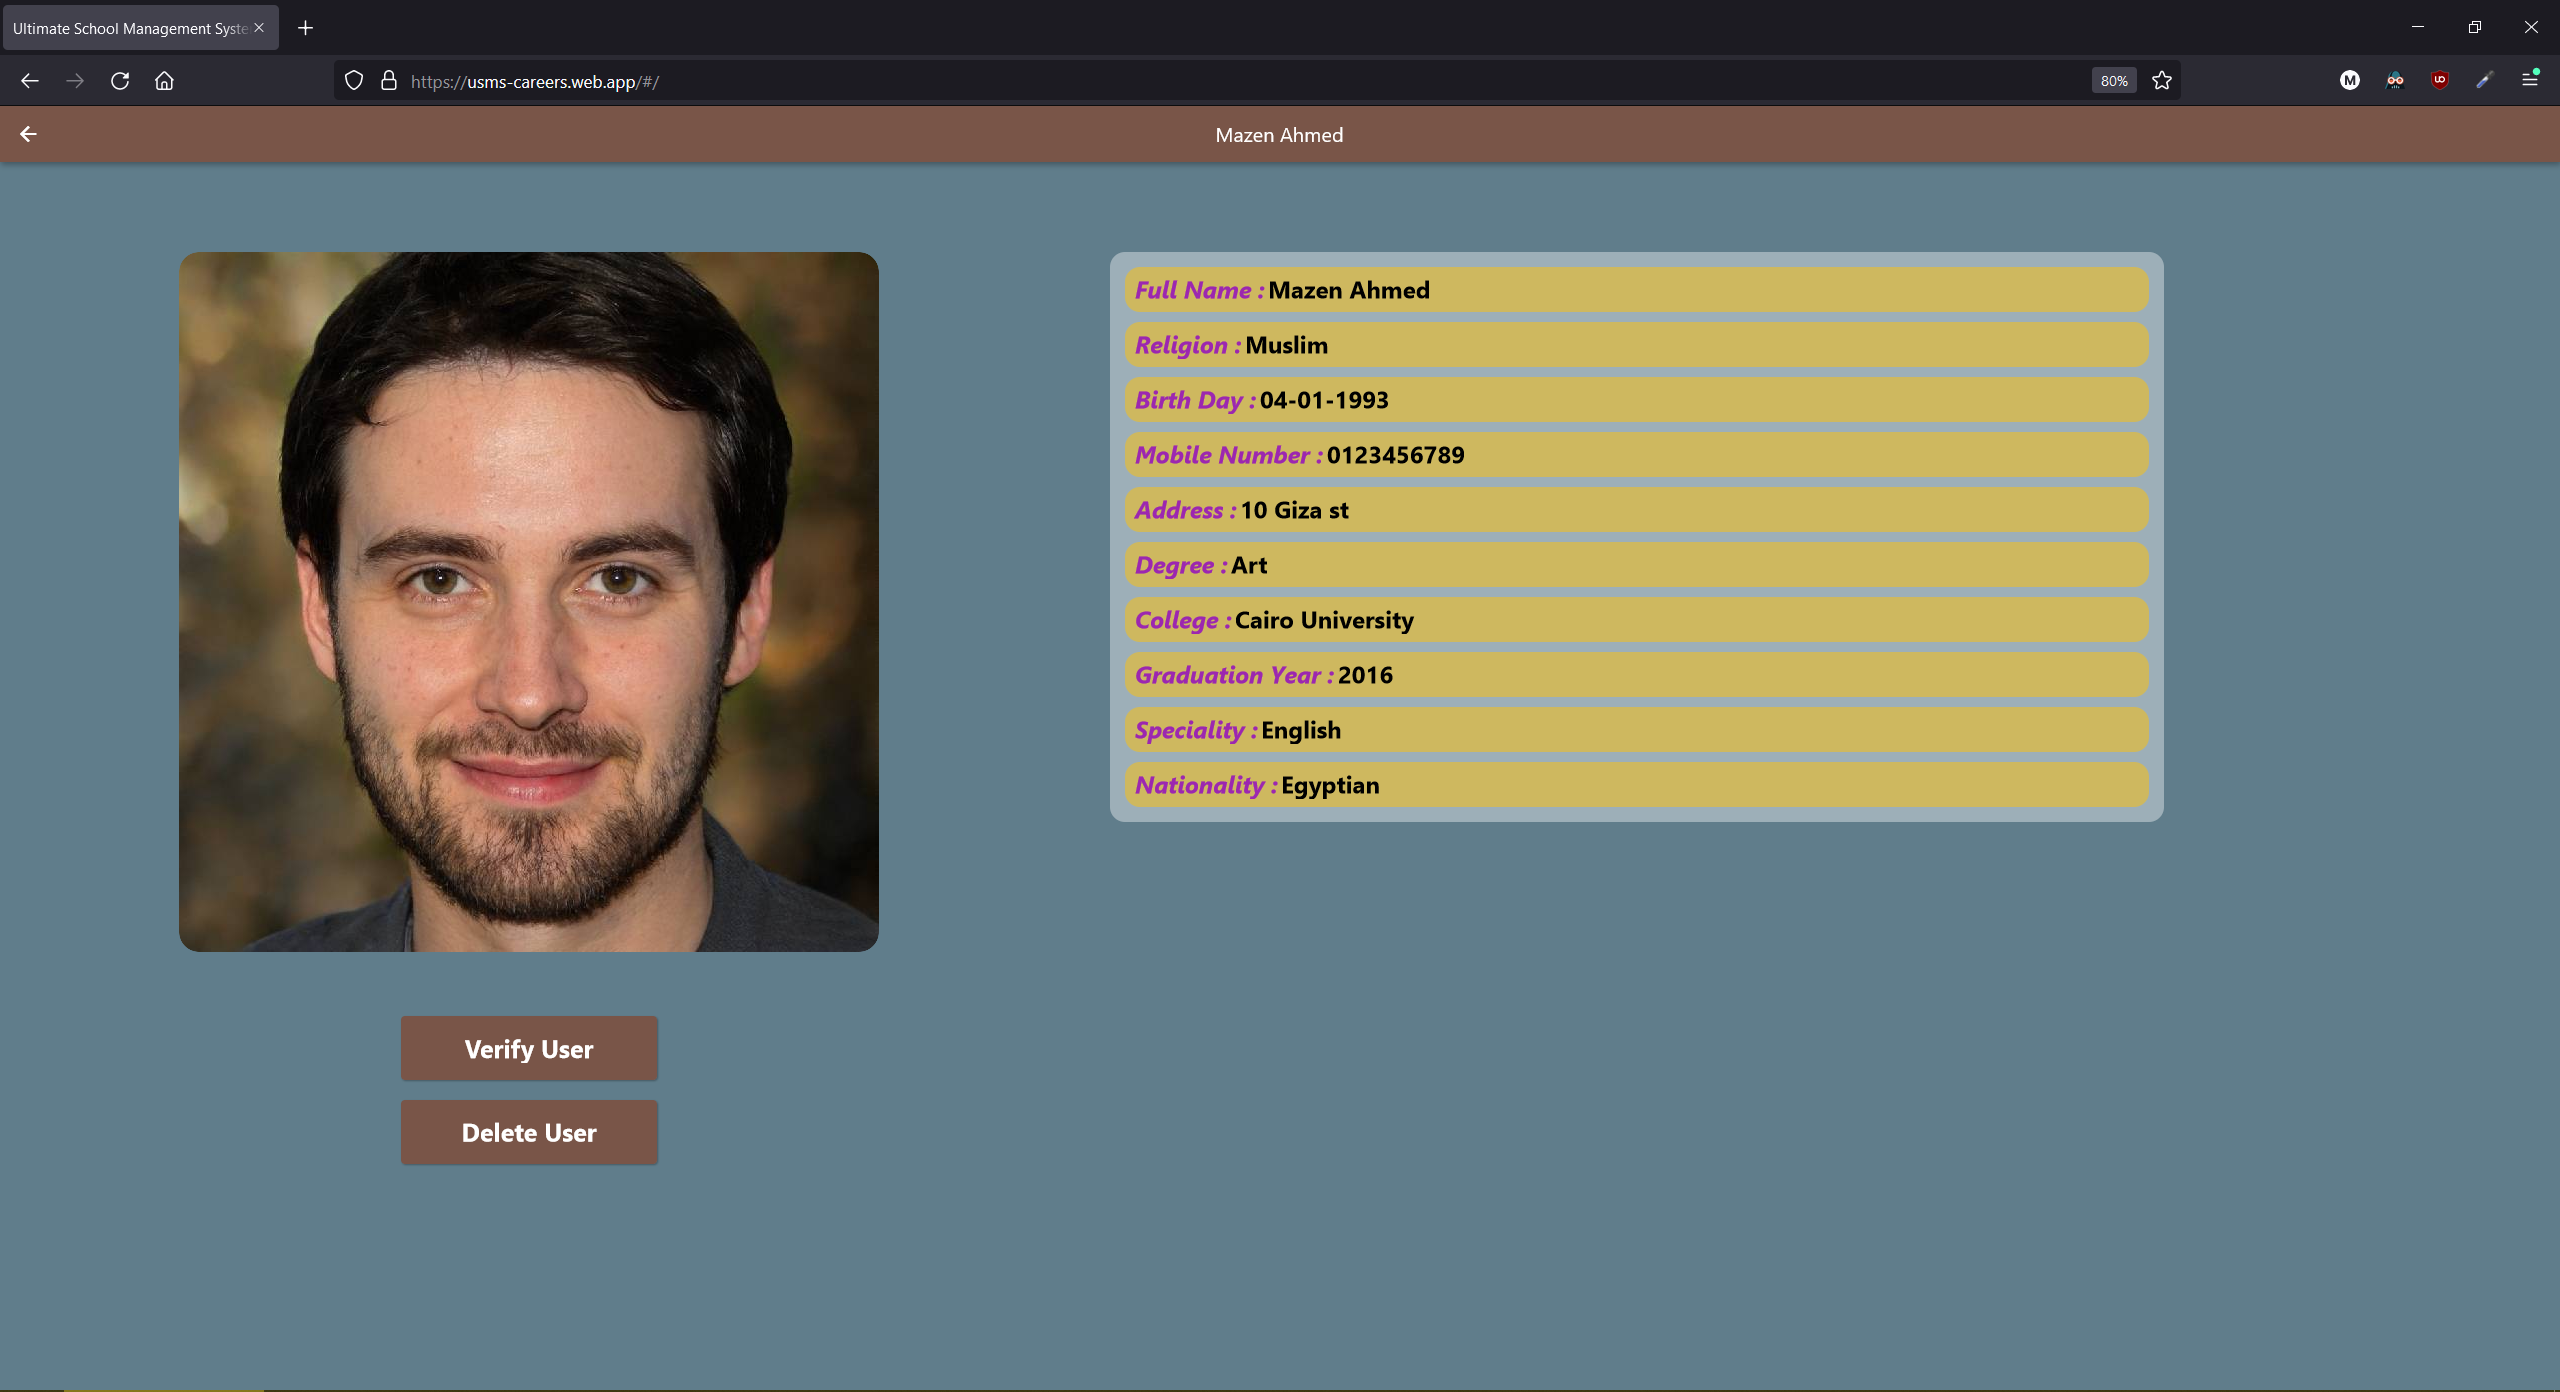 Ultimate School Management Syste
https://usms-careers.web.app/#/
80%
M
Mazen Ahmed
Full Name : Mazen Ahmed
Religion : Muslim
Birth Day : 04-01-1993
Mobile Number : 0123456789
Address : 10 Giza st
Degree : Art
College : Cairo University
Graduation Year : 2016
Speciality : English
Nationality : Egyptian
Verify User
Delete User